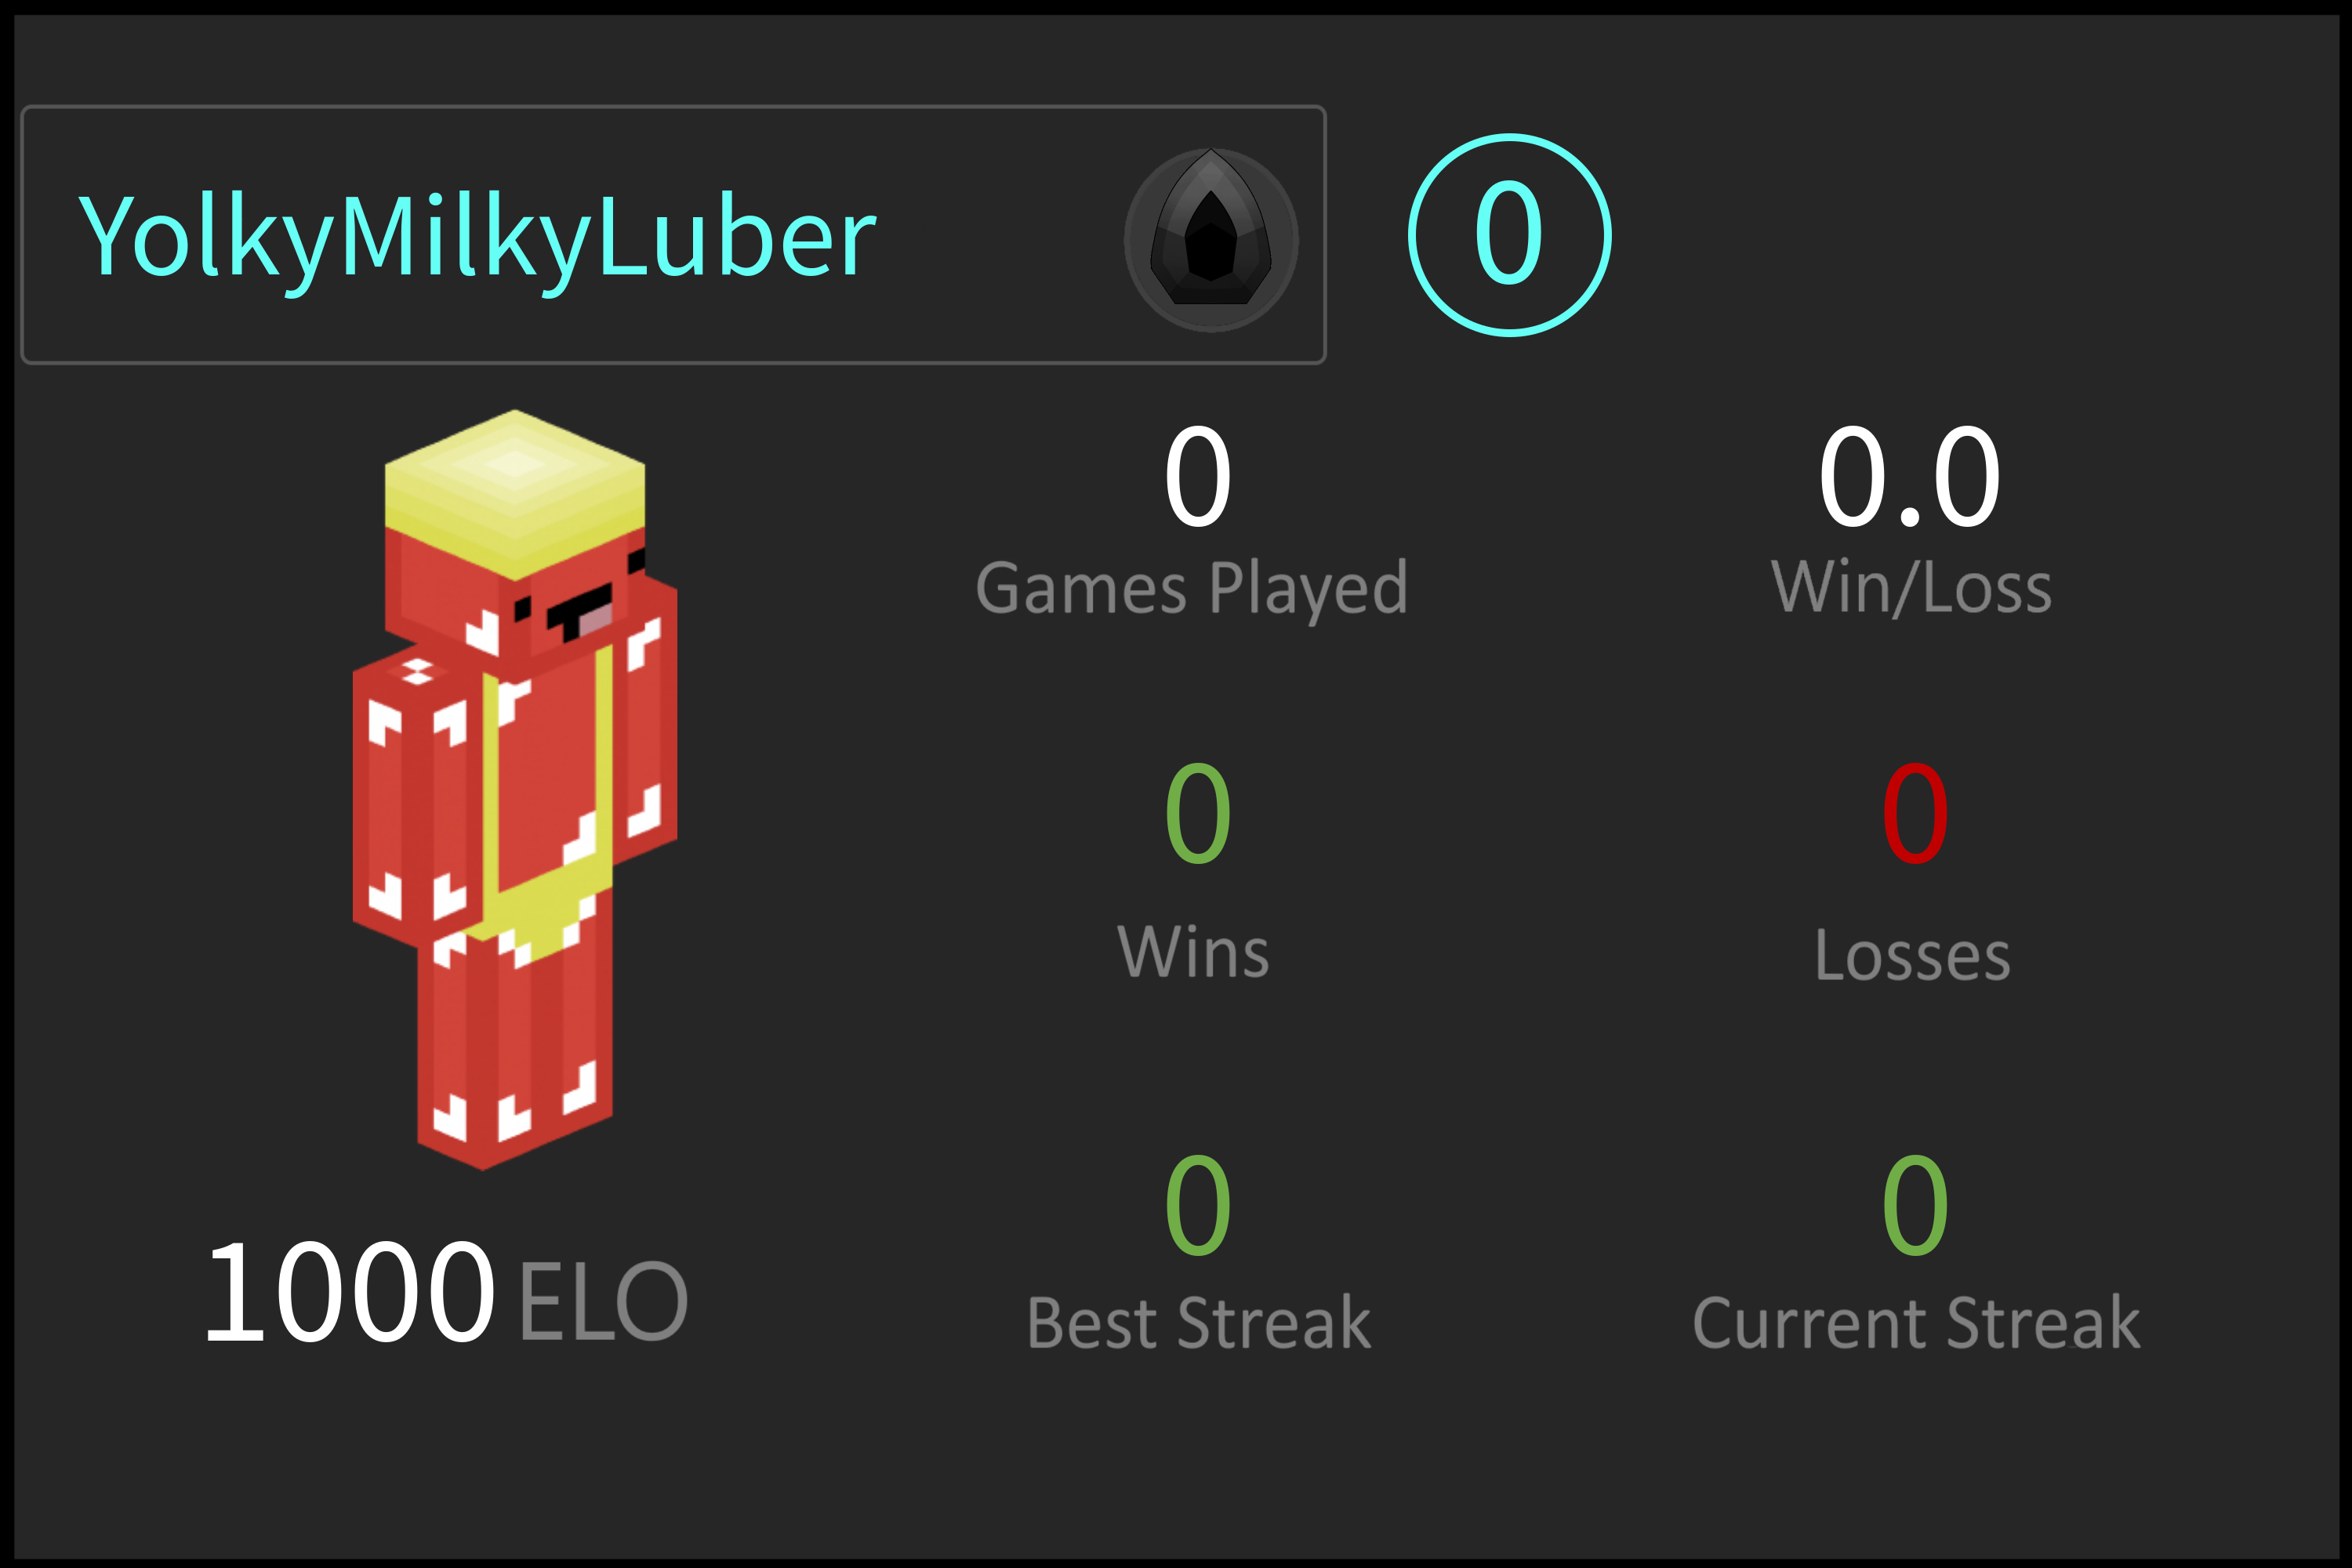 YolkyMilkyLuber
0
0
0.0
Games Played
Win/Loss
0
0
Wins
Losses
0
0
1000 ELO
Best Streak
Current Streak